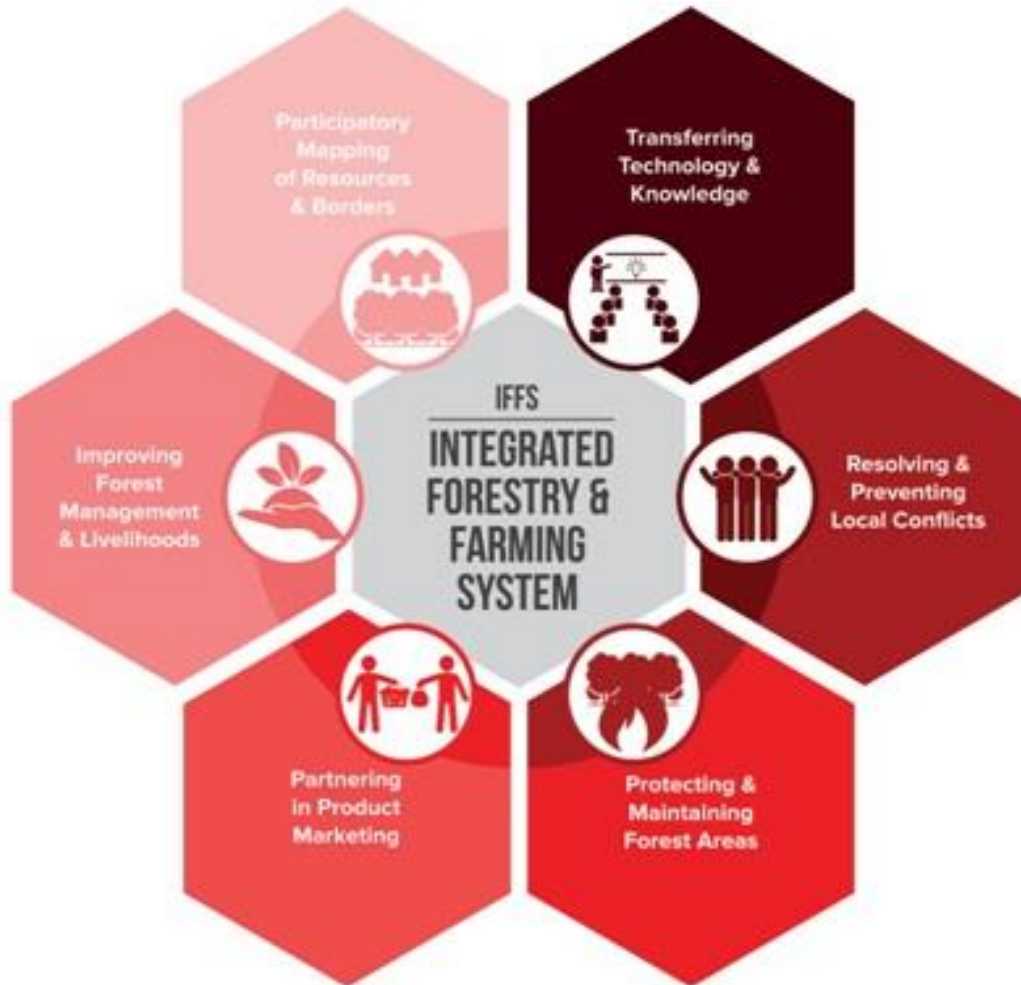 Participatory
Mapping
of Resources
& Borders
Transferring
Technology &
Knowledge
Improving
Forest
Management
& Livelihoods
IFFS
INTEGRATED
FORESTRY &
FARMING
SYSTEM
Resolving &
Preventing
Local Conflicts
Partnering
in Product
Marketing
Protecting &
Maintaining
Forest Areas